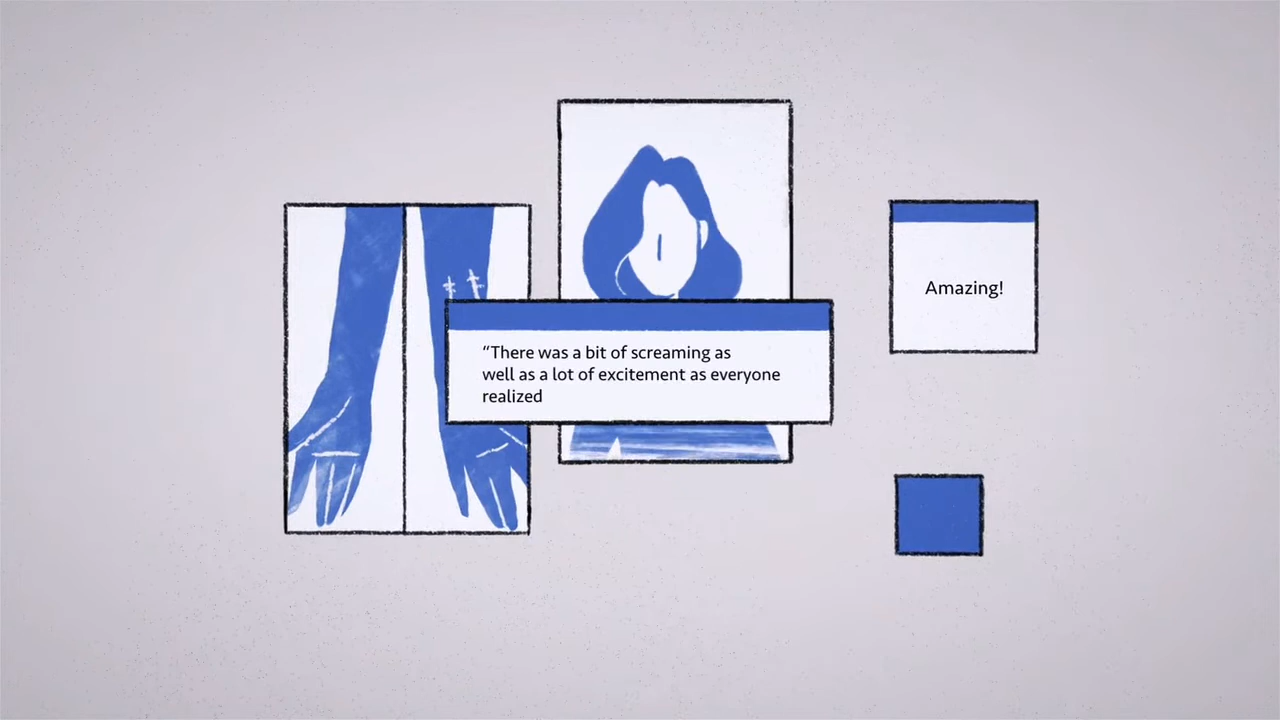 “There was a bit of screaming as
well as a lot of excitement as everyone
realized
Amazing!